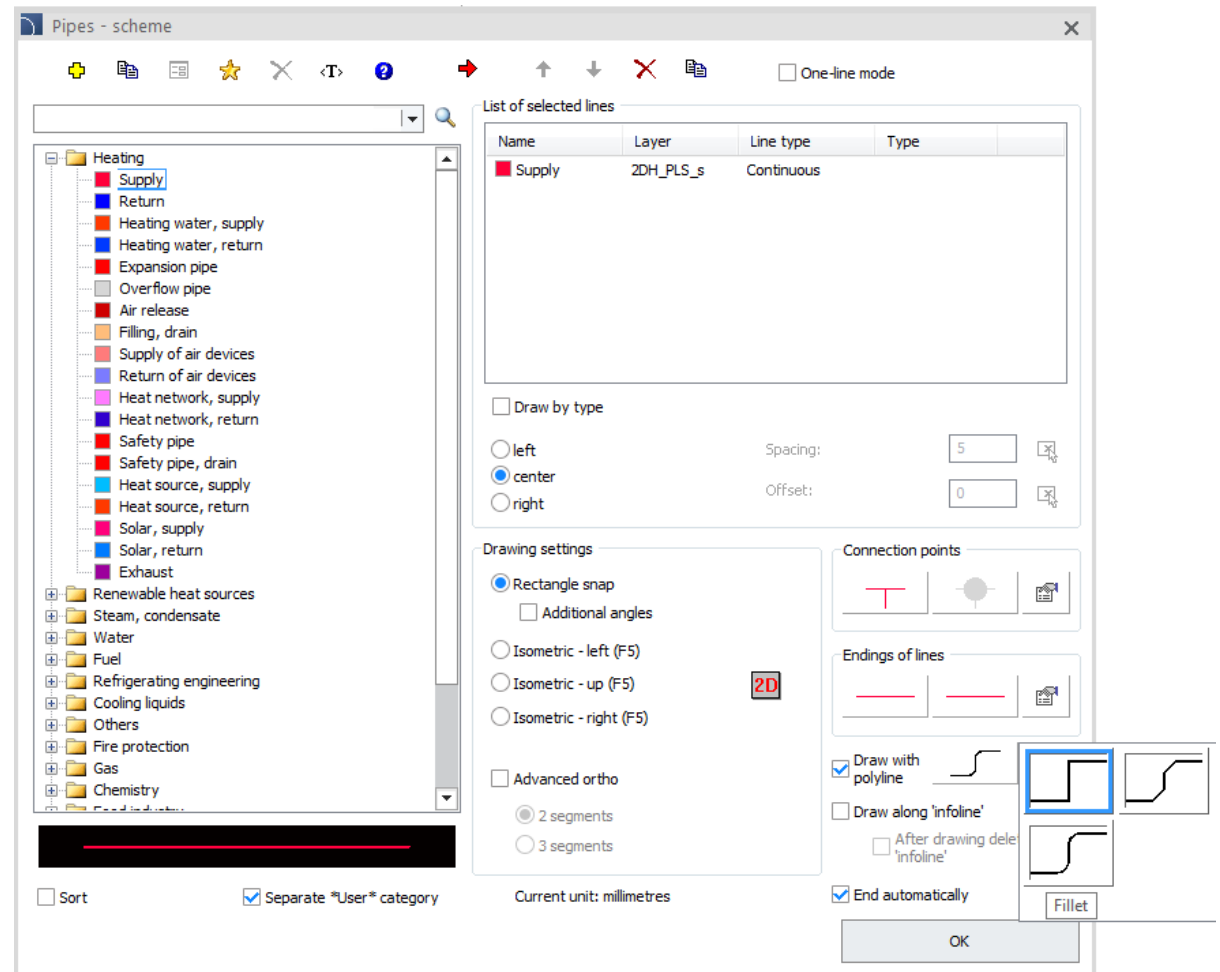 Pipes - scheme
<T>
?
One-line mode
List of selected lines
Name Layer Line type Type
Supply 2DH_PLS_s Continuous
Heating
Supply
Return
Heating water, supply
Heating water, return
Expansion pipe
Overflow pipe
Air release
Filling, drain
Supply of air devices
Return of air devices
Heat network, supply
Heat network, return
Safety pipe
Safety pipe, drain
Heat source, supply
Heat source, return
Solar, supply
Solar, return
Exhaust
Renewable heat sources
Steam, condensate
Water
Fuel
Refrigerating engineering
Cooling liquids
Others
Fire protection
Gas
Chemistry
Food industry
Sort
Separate *User* category
Draw by type
left
center
right
Spacing: 5
Offset: 0
Drawing settings
Rectangle snap
Additional angles
Isometric - left (F5)
Isometric - up (F5)
Isometric - right (F5)
2D
Advanced ortho
2 segments
3 segments
Current unit: millimetres
Connection points
Endings of lines
Draw with
polyline
Draw along 'infoline'
After drawing dele
'infoline'
End automatically
Fillet
OK